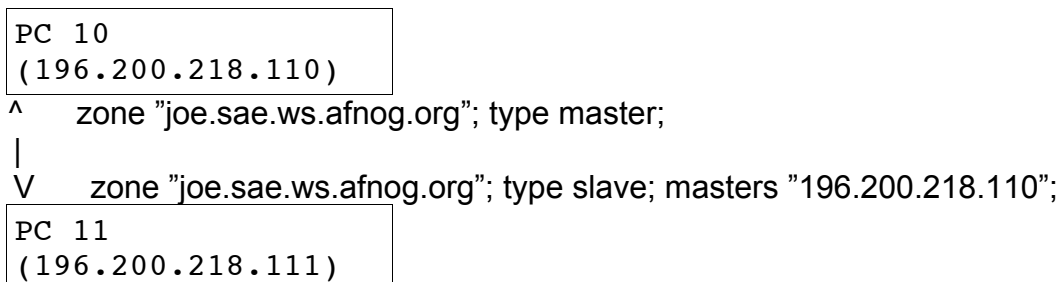 PC 10
(196.200.218.110)
^ zone ”joe.sae.ws.afnog.org”; type master;
|
V zone ”joe.sae.ws.afnog.org”; type slave; masters ”196.200.218.110”;
PC 11
(196.200.218.111)